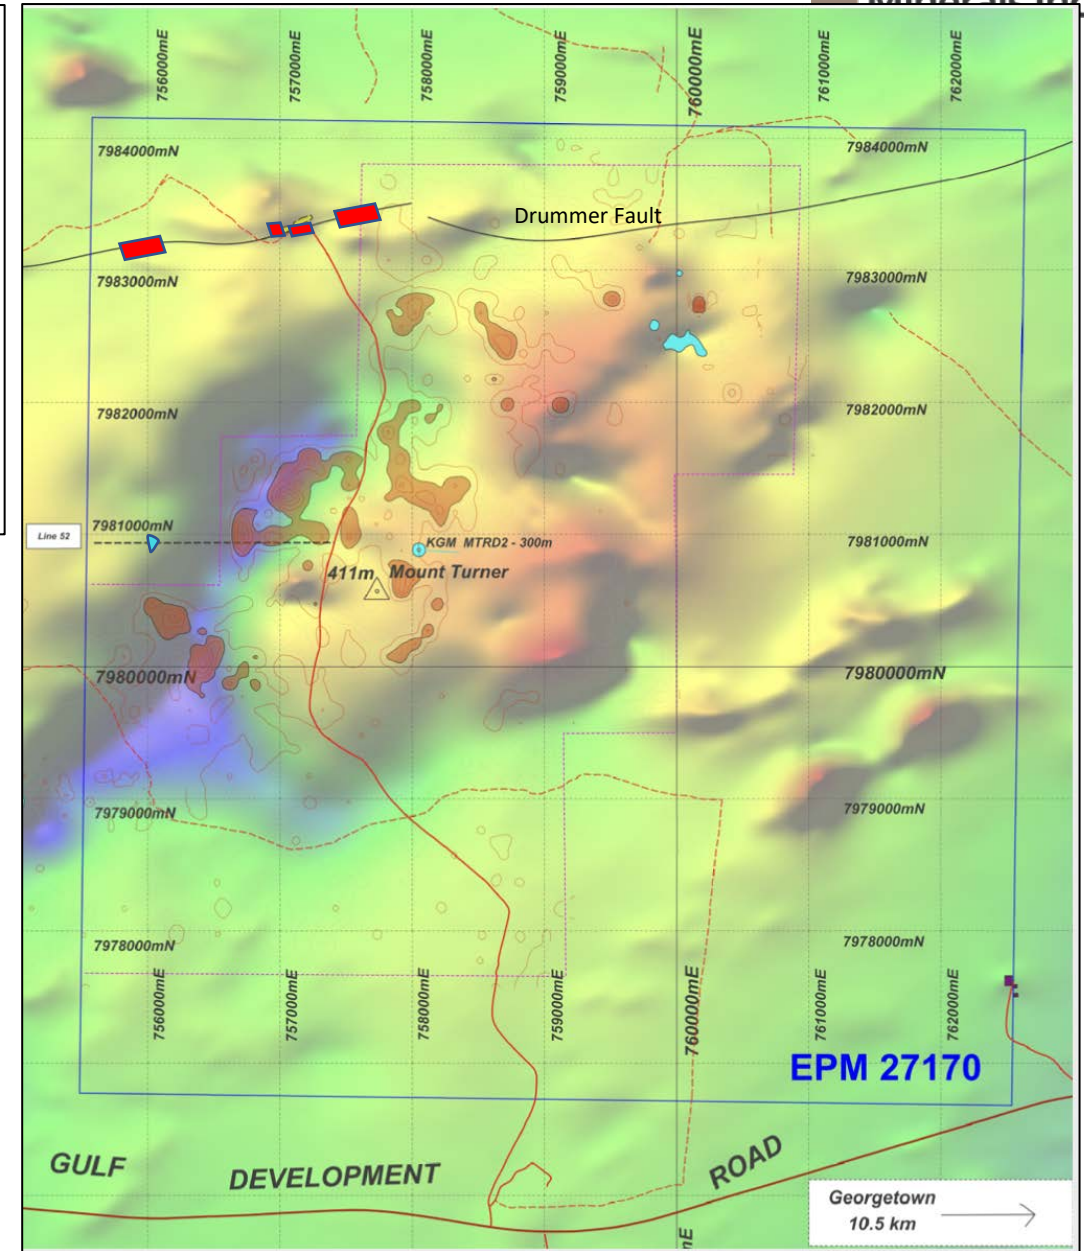 756000mE
757000mE
758000mE
759000mE
760000mE
761000mE
762000mE
7984000mN
7984000mN
Drummer Fault
7983000mN
7983000mN
7982000mN
7982000mN
7981000mN
Line 52
KGM MTRD2 - 300m
7981000mN
411m Mount Turner
7980000mN
7980000mN
7979000mN
7979000mN
7978000mN
7978000mN
756000mE
757000mE
758000mE
759000mE
760000mE
761000mE
762000mE
EPM 27170
GULF DEVELOPMENT ROAD
Georgetown
10.5 km
mE